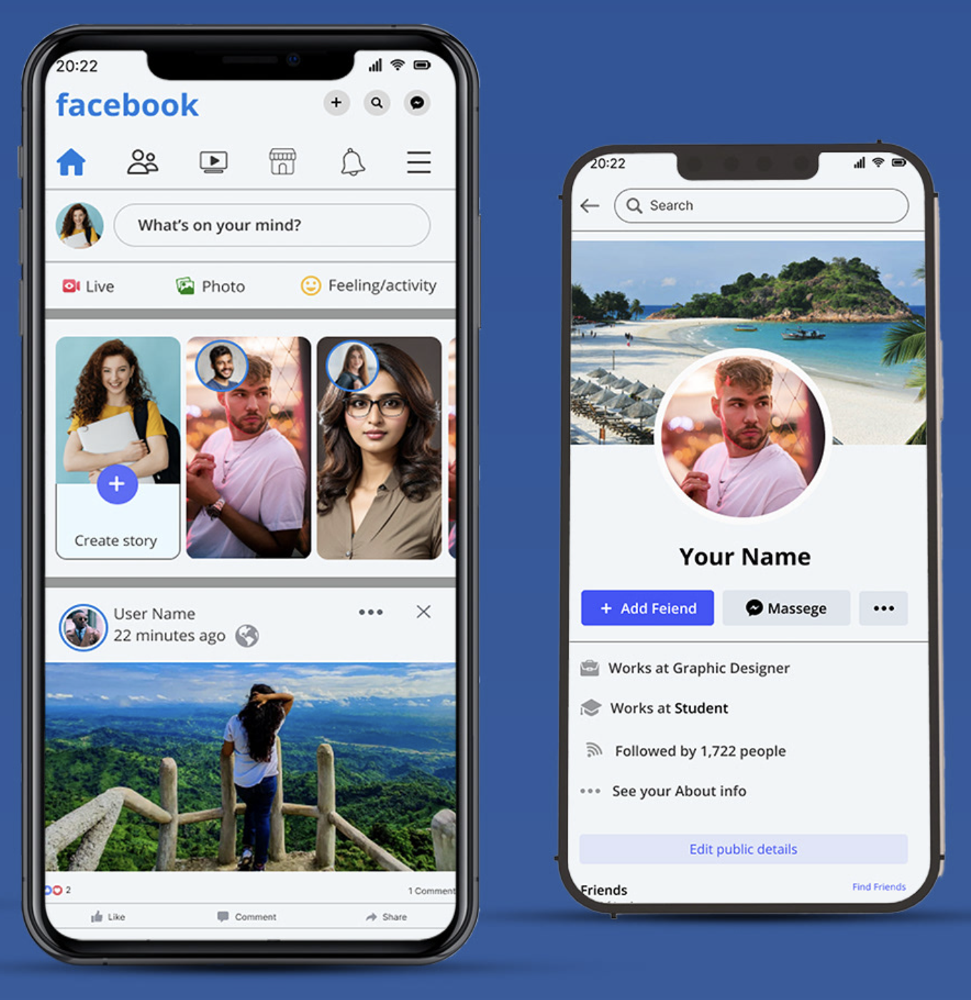 20:22
facebook
What's on your mind?
Live
Photo
Feeling/activity
Create story
User Name
22 minutes ago
2
1 Comment
Like
Comment
Share
20:22
Search
Your Name
+ Add Feiend
Massege
Works at Graphic Designer
Works at Student
Followed by 1,722 people
See your About info
Edit public details
Friends
Find Friends